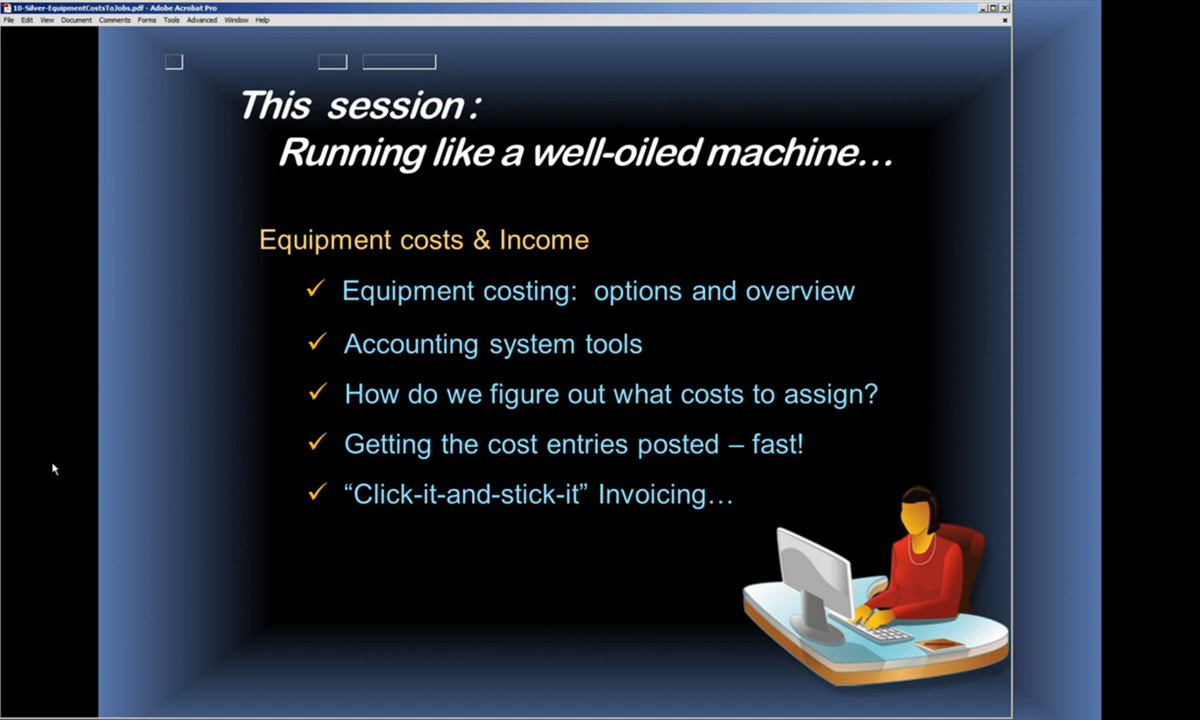 10-Silver-EquipmentCostsToJobs.pdf - Adobe Acrobat Pro
File Edit View Document Comments Forms Tools Advanced Window Help
This session:
Running like a well-oiled machine…
Equipment costs & Income
✓ Equipment costing: options and overview
✓ Accounting system tools
✓ How do we figure out what costs to assign?
✓ Getting the cost entries posted – fast!
✓ “Click-it-and-stick-it” Invoicing…